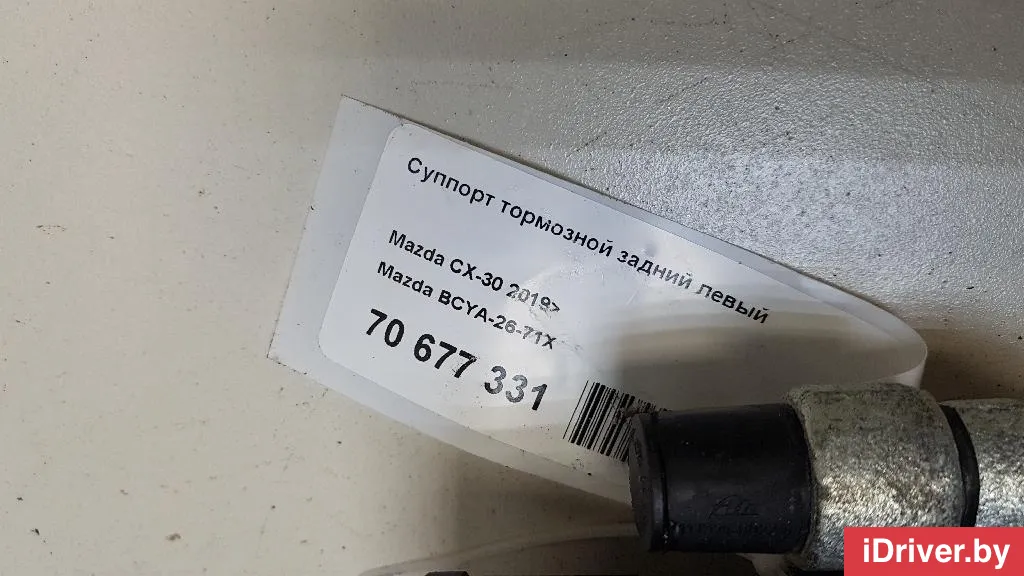 Суппорт тормозной задний левый
Mazda CX-30 2019>
Mazda BCYA-26-71X
70 677 331
iDriver.by